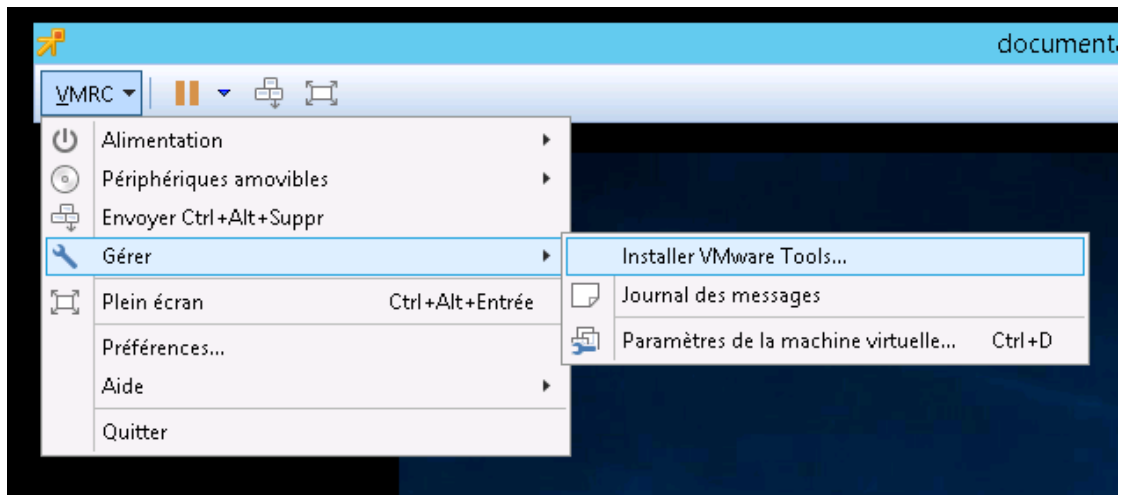 document
VMRC
Alimentation
Périphériques amovibles
Envoyer Ctrl+Alt+Suppr
Gérer
Installer VMware Tools...
Plein écran Ctrl+Alt+Entrée
Journal des messages
Préférences...
Paramètres de la machine virtuelle... Ctrl+D
Aide
Quitter